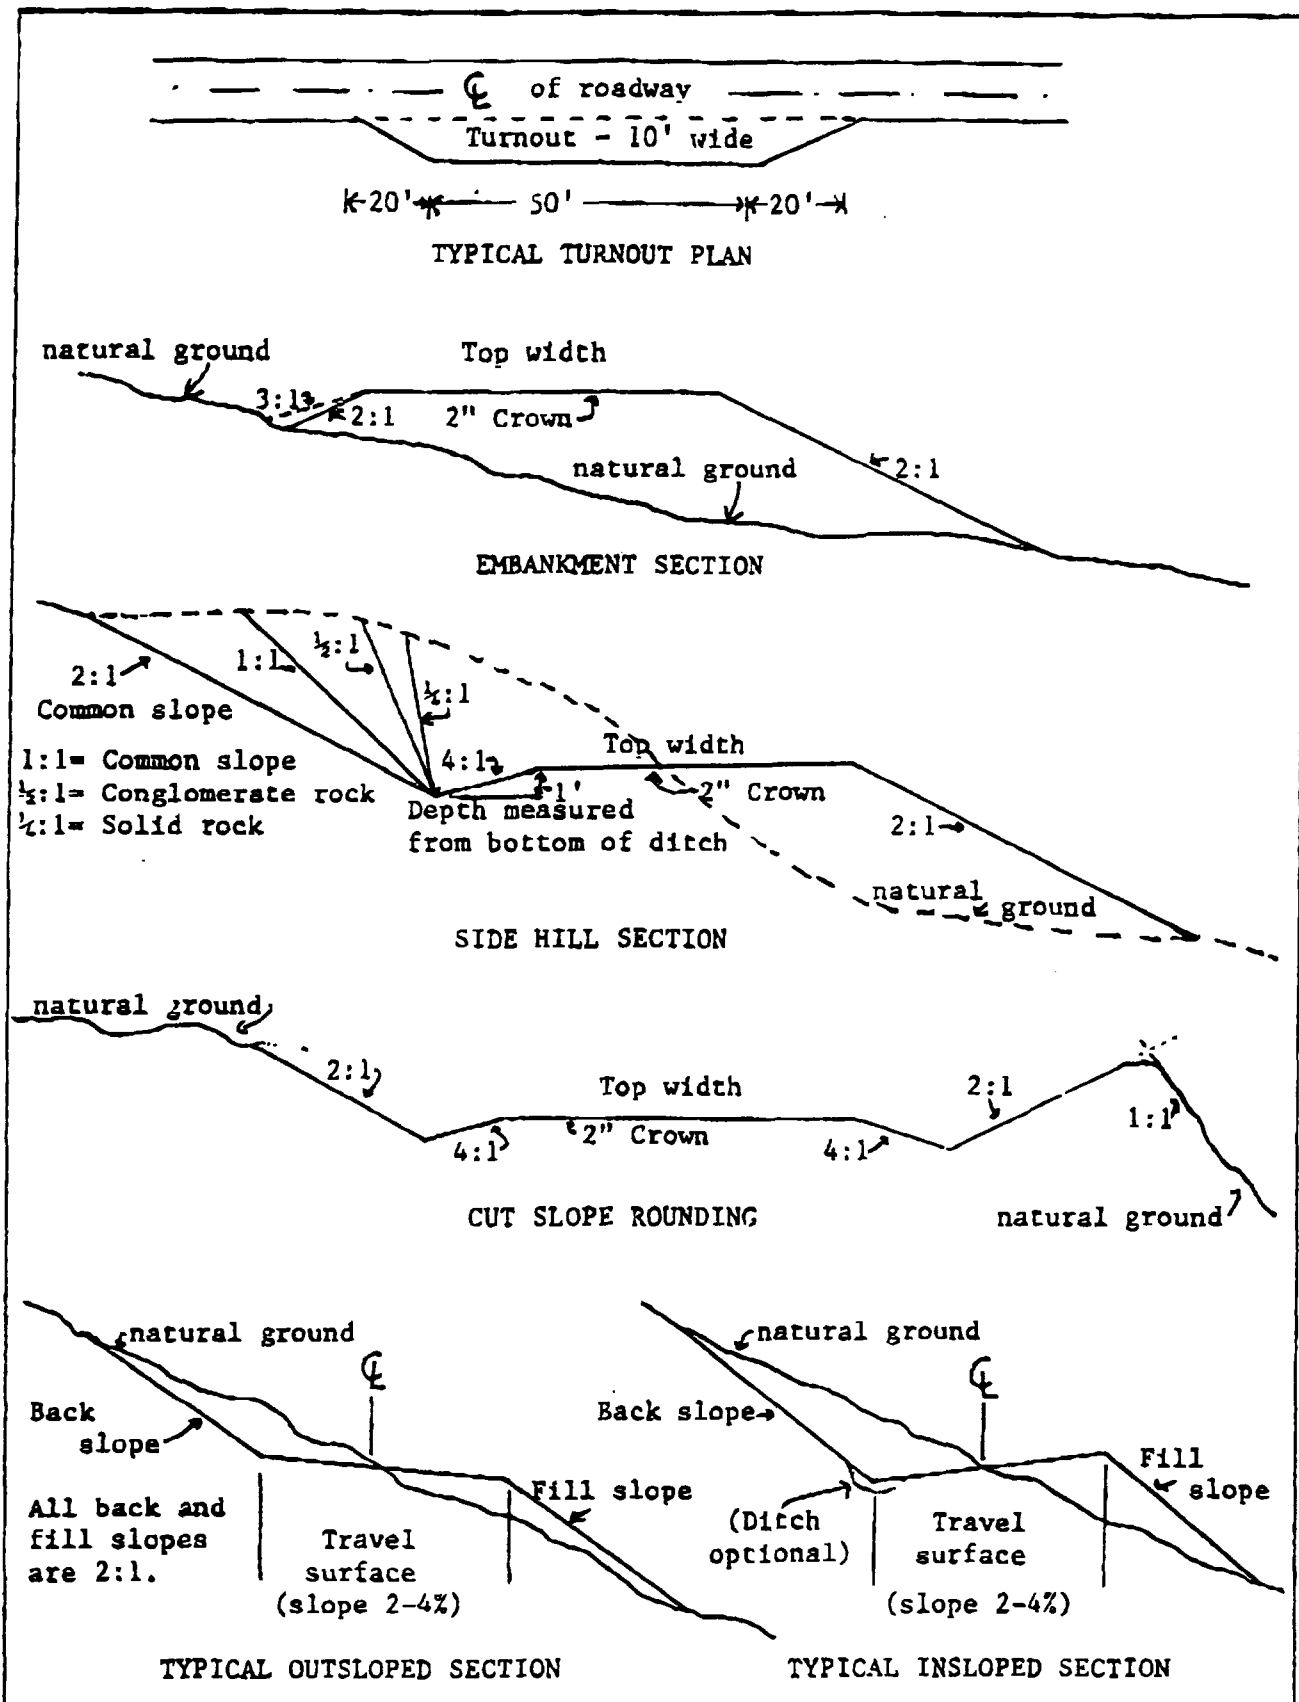 ℄ of roadway
Turnout - 10' wide
20' 50' 20'
TYPICAL TURNOUT PLAN
natural ground
Top width
3:1
2:1
2" Crown
natural ground
2:1
EMBANKMENT SECTION
2:1
Common slope
1:1
½:1
¼:1
1:1= Common slope
½:1= Conglomerate rock
¼:1= Solid rock
4:1
Top width
1'
2" Crown
Depth measured
from bottom of ditch
2:1
natural
ground
SIDE HILL SECTION
natural ground
2:1
Top width
2:1
4:1
2" Crown
4:1
1:1
CUT SLOPE ROUNDING
natural ground
natural ground
℄
Back
slope
Fill slope
All back and
fill slopes
are 2:1.
Travel
surface
(slope 2-4%)
TYPICAL OUTSLOPED SECTION
natural ground
℄
Back slope
Fill
slope
(Ditch
optional)
Travel
surface
(slope 2-4%)
TYPICAL INSLOPED SECTION